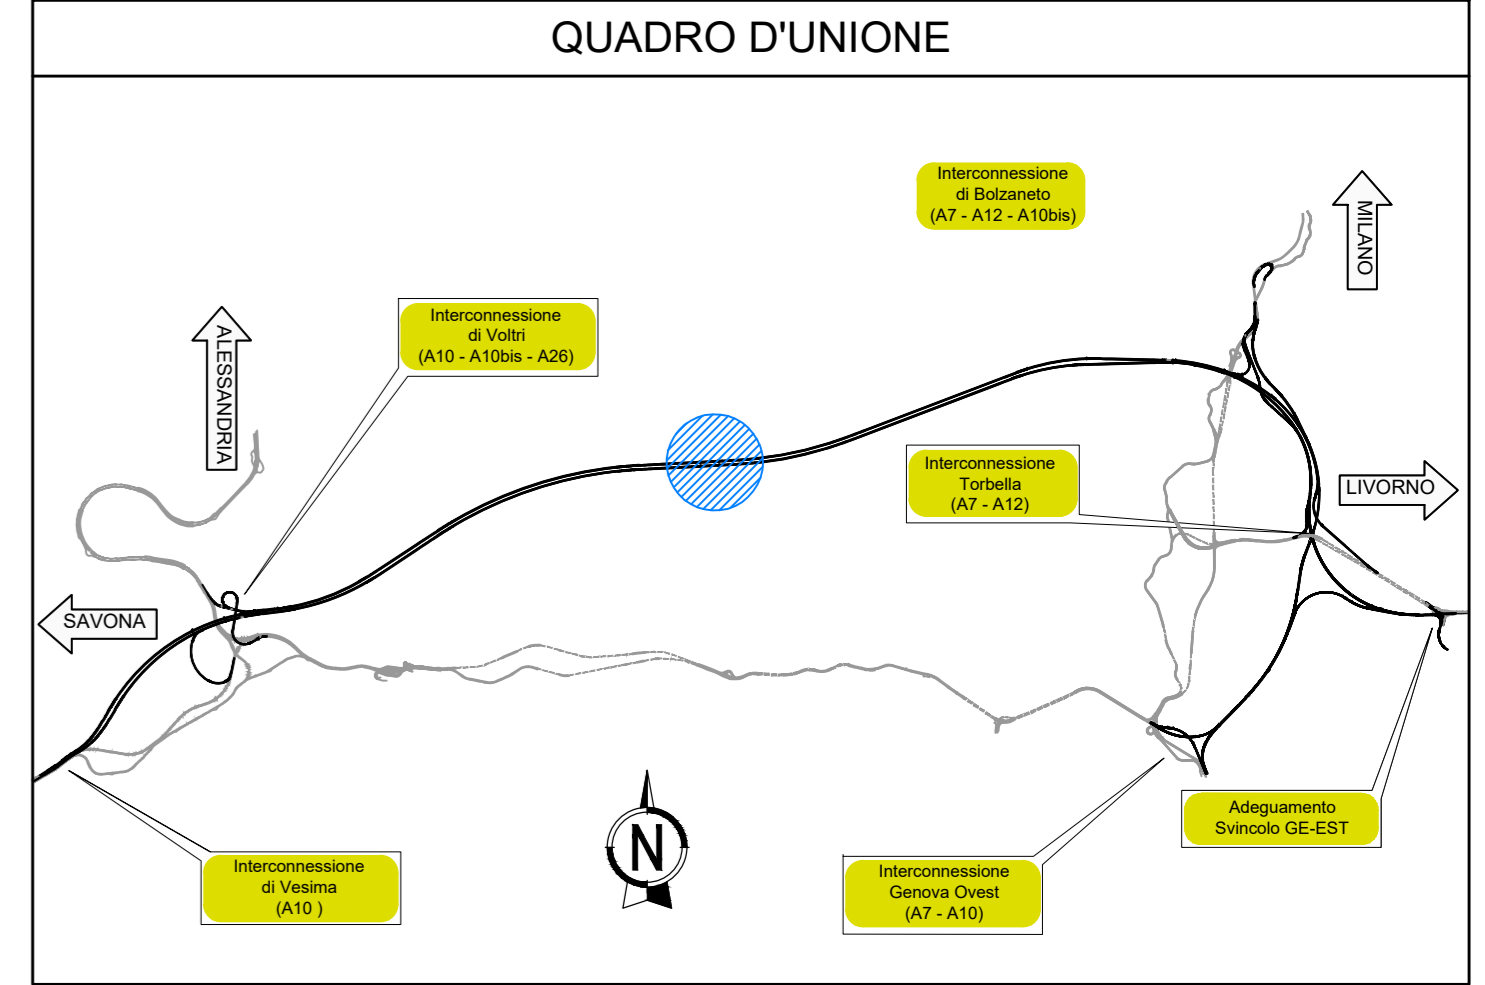 QUADRO D'UNIONE
Interconnessione
di Bolzaneto
(A7 - A12 - A10bis)
MILANO
Interconnessione
di Voltri
(A10 - A10bis - A26)
ALESSANDRIA
Interconnessione
Torbella
(A7 - A12)
LIVORNO
SAVONA
Adeguamento
Svincolo GE-EST
Interconnessione
di Vesima
(A10 )
N
Interconnessione
Genova Ovest
(A7 - A10)